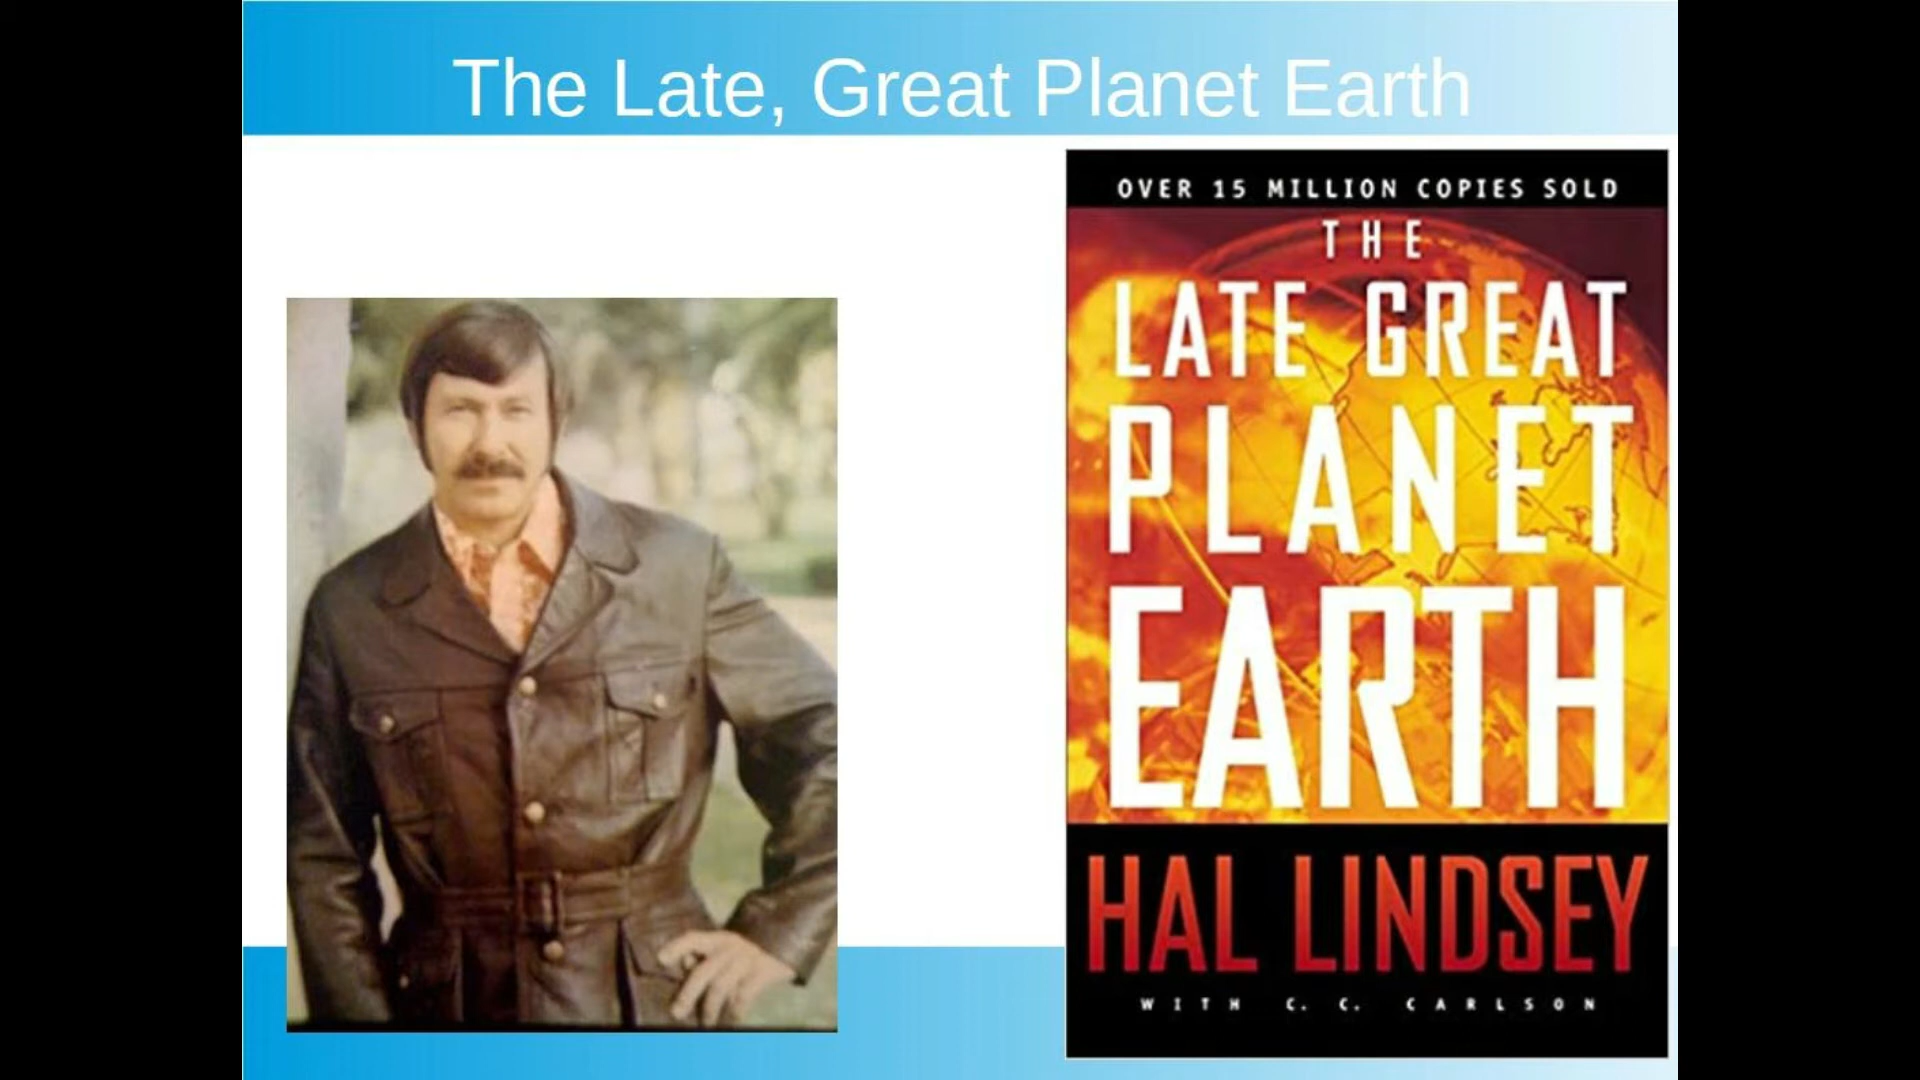 The Late, Great Planet Earth
OVER 15 MILLION COPIES SOLD
THE
LATE GREAT
PLANET
EARTH
HAL LINDSEY
WITH C. C. CARLSON